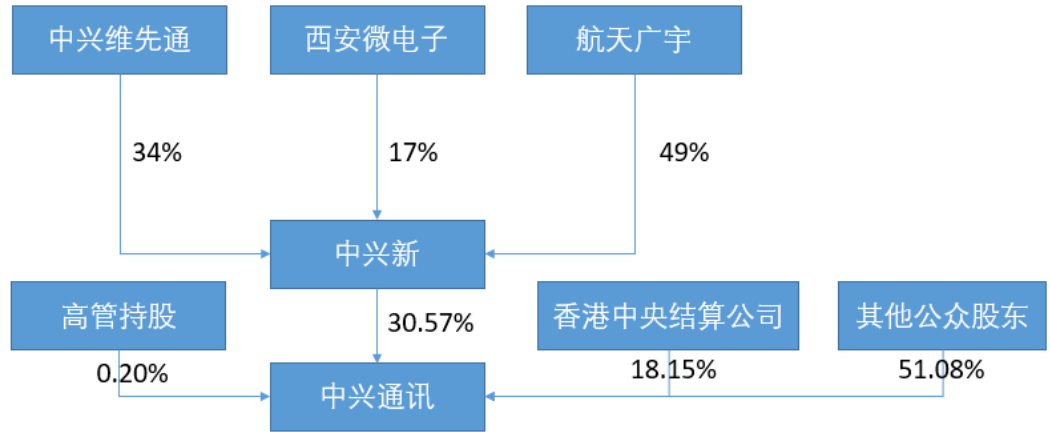 中兴维先通
西安微电子
航天广宇
34%
17%
49%
中兴新
高管持股
30.57%
香港中央结算公司
其他公众股东
0.20%
18.15%
51.08%
中兴通讯